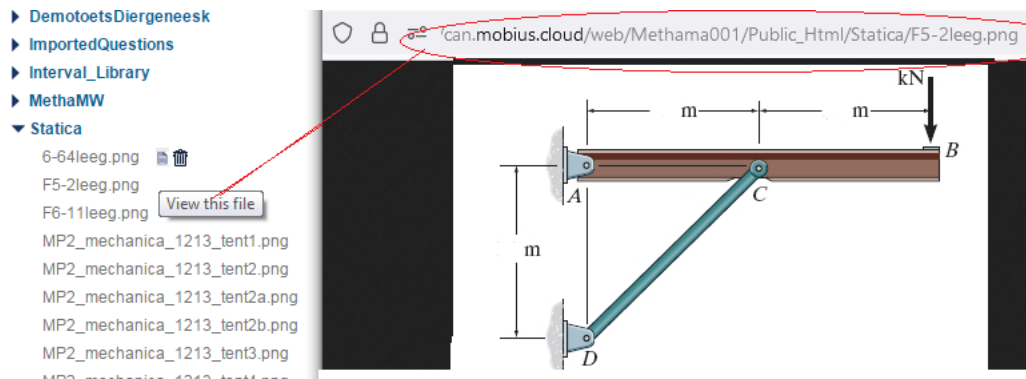 DemotoetsDiergeneesk
ImportedQuestions
Interval_Library
MethaMW
Statica
6-64leeg.png
F5-2leeg.png
F6-11leeg.png
View this file
MP2_mechanica_1213_tent1.png
MP2_mechanica_1213_tent2.png
MP2_mechanica_1213_tent2a.png
MP2_mechanica_1213_tent2b.png
MP2_mechanica_1213_tent3.png
can.mobius.cloud/web/Methama001/Public_Html/Statica/F5-2leeg.png
kN
m
m
B
A
C
m
D